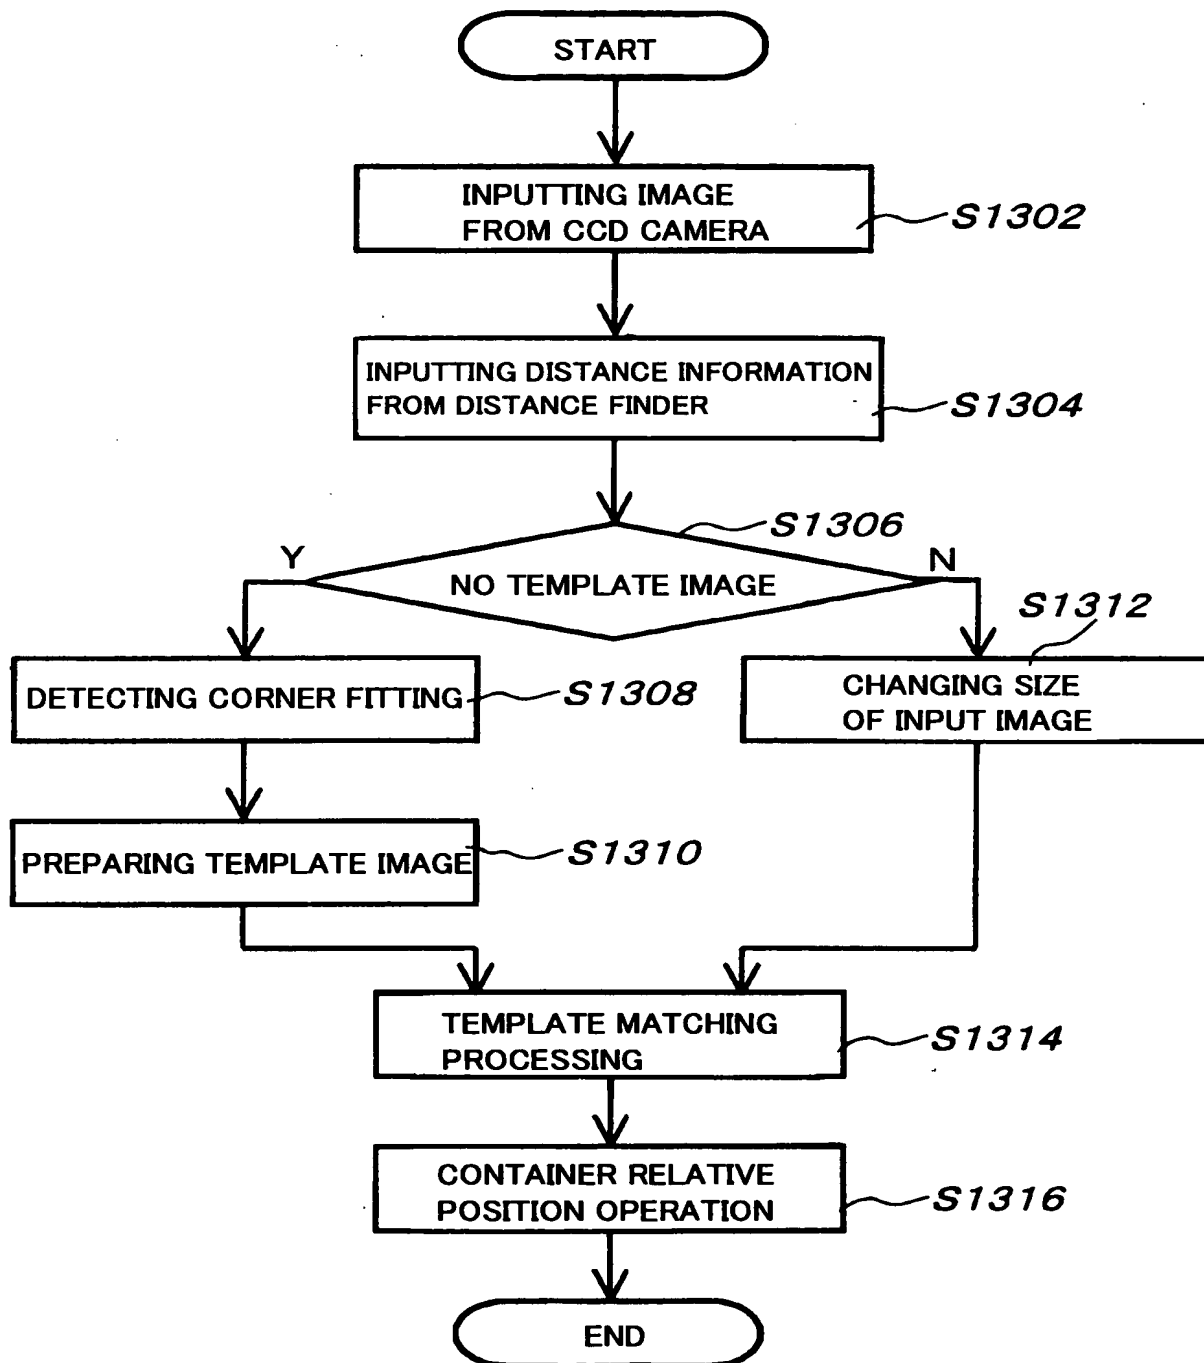 START
INPUTTING IMAGE
FROM CCD CAMERA
S1302
INPUTTING DISTANCE INFORMATION
FROM DISTANCE FINDER
S1304
S1306
Y
NO TEMPLATE IMAGE
N
S1312
DETECTING CORNER FITTING
S1308
CHANGING SIZE
OF INPUT IMAGE
PREPARING TEMPLATE IMAGE
S1310
TEMPLATE MATCHING
PROCESSING
S1314
CONTAINER RELATIVE
POSITION OPERATION
S1316
END